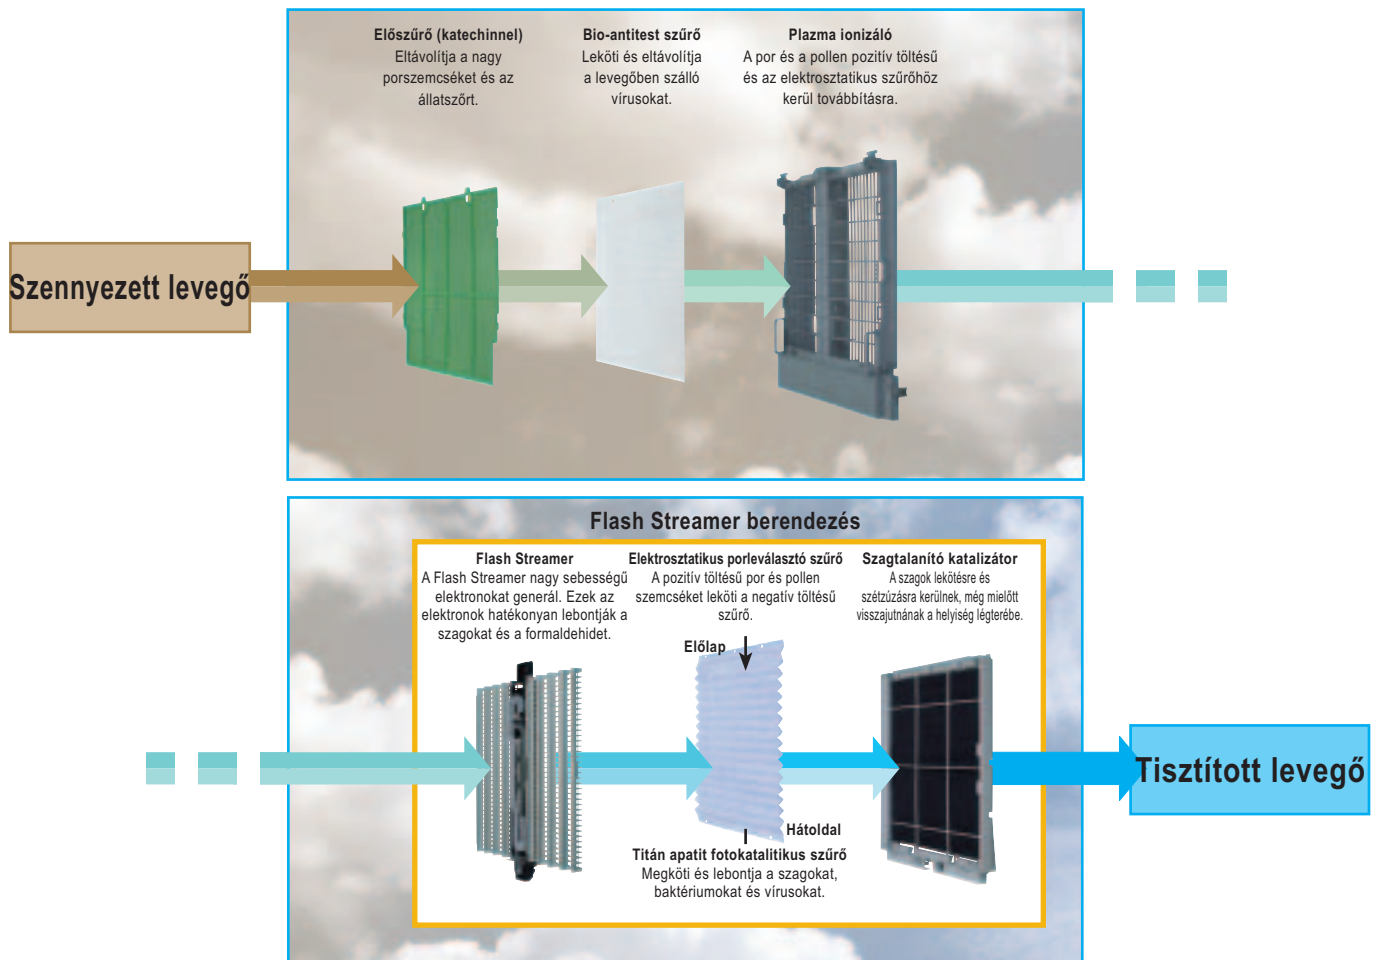 Előszűrő (katechinnel)
Eltávolítja a nagy
porszemcséket és az
állatszőrt.
Bio-antitest szűrő
Leköti és eltávolítja
a levegőben szálló
vírusokat.
Plazma ionizáló
A por és a pollen pozitív töltésű
és az elektrosztatikus szűrőhöz
kerül továbbításra.
Szennyezett levegő
Flash Streamer berendezés
Flash Streamer
A Flash Streamer nagy sebességű
elektronokat generál. Ezek az
elektronok hatékonyan lebontják a
szagokat és a formaldehidet.
Elektrosztatikus porleválasztó szűrő
A pozitív töltésű por és pollen
szemcséket leköti a negatív töltésű
szűrő.
Szagtalanító katalizátor
A szagok lekötésre és
szétzúzásra kerülnek, még mielőtt
visszajutnának a helyiség légterébe.
Előlap
Hátoldal
Titán apatit fotokatalitikus szűrő
Megköti és lebontja a szagokat,
baktériumokat és vírusokat.
Tisztított levegő